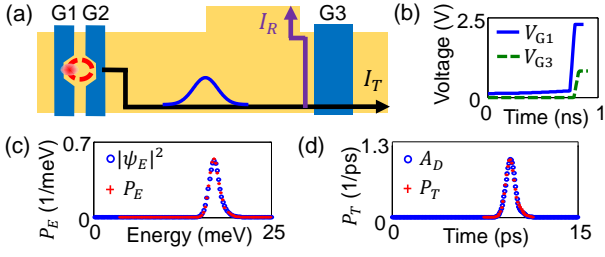 (a) G1 G2 I_R G3 I_T
(b) Voltage (V) 2.5 0 V_G1 V_G3 0 Time (ns) 1
(c) P_E (1/meV) 0.7 0 |ψ_E|² P_E 0 Energy (meV) 25
(d) P_T (1/ps) 1.3 0 A_D P_T 0 Time (ps) 15